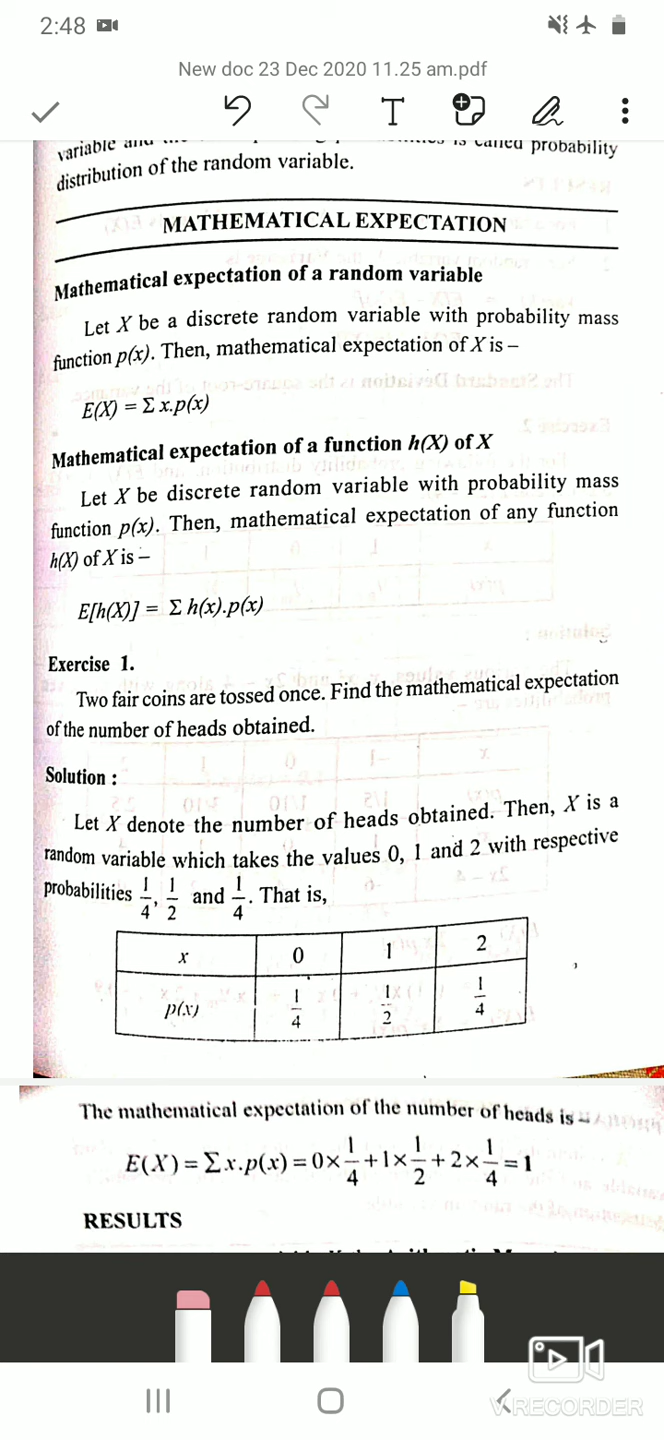 2:48
New doc 23 Dec 2020 11.25 am.pdf
T
variable is called probability
distribution of the random variable.
MATHEMATICAL EXPECTATION
Mathematical expectation of a random variable
Let X be a discrete random variable with probability mass
function p(x). Then, mathematical expectation of X is –
E(X) = Σ x.p(x)
Mathematical expectation of a function h(X) of X
Let X be discrete random variable with probability mass
function p(x). Then, mathematical expectation of any function
h(X) of X is –
E[h(X)] = Σ h(x).p(x)
Exercise 1.
Two fair coins are tossed once. Find the mathematical expectation
of the number of heads obtained.
Solution :
Let X denote the number of heads obtained. Then, X is a
random variable which takes the values 0, 1 and 2 with respective
probabilities 1/4, 1/2 and 1/4. That is,
x 0 1 2
p(x) 1/4 1/2 1/4
The mathematical expectation of the number of heads is –
E(X) = Σx.p(x) = 0×1/4+1×1/2+2×1/4=1
RESULTS
V.RECORDER